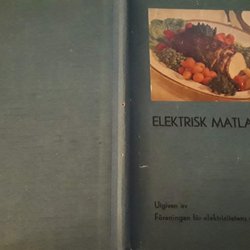 ELEKTRISK MATLA
Utgiven av
Föreningen för elektricitetens